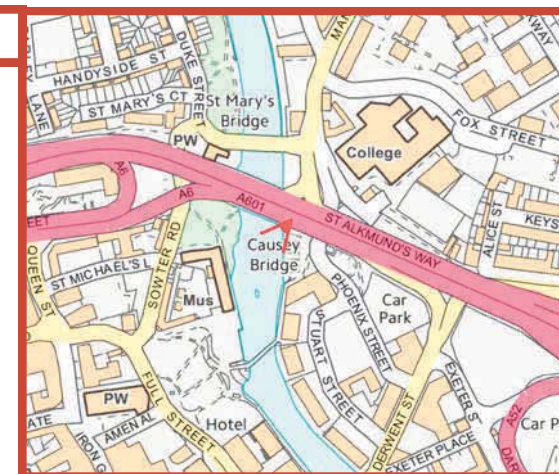 HANDYSIDE ST
DUKE STREET
LANE
ST MARY'S CT
St Mary's
Bridge
FOX STREET
PW
College
A6
A6
A601
ST ALKMUND'S WAY
ALICE ST
KEYS
QUEEN ST
SOWTER RD
ST MICHAEL'S L
Causey
Bridge
Mus
PHOENIX STREET
Car
Park
STUART STREET
FULL STREET
PW
Hotel
EXETER S
A52
EXETER PLACE
Car P
AMEN AL
IRON G